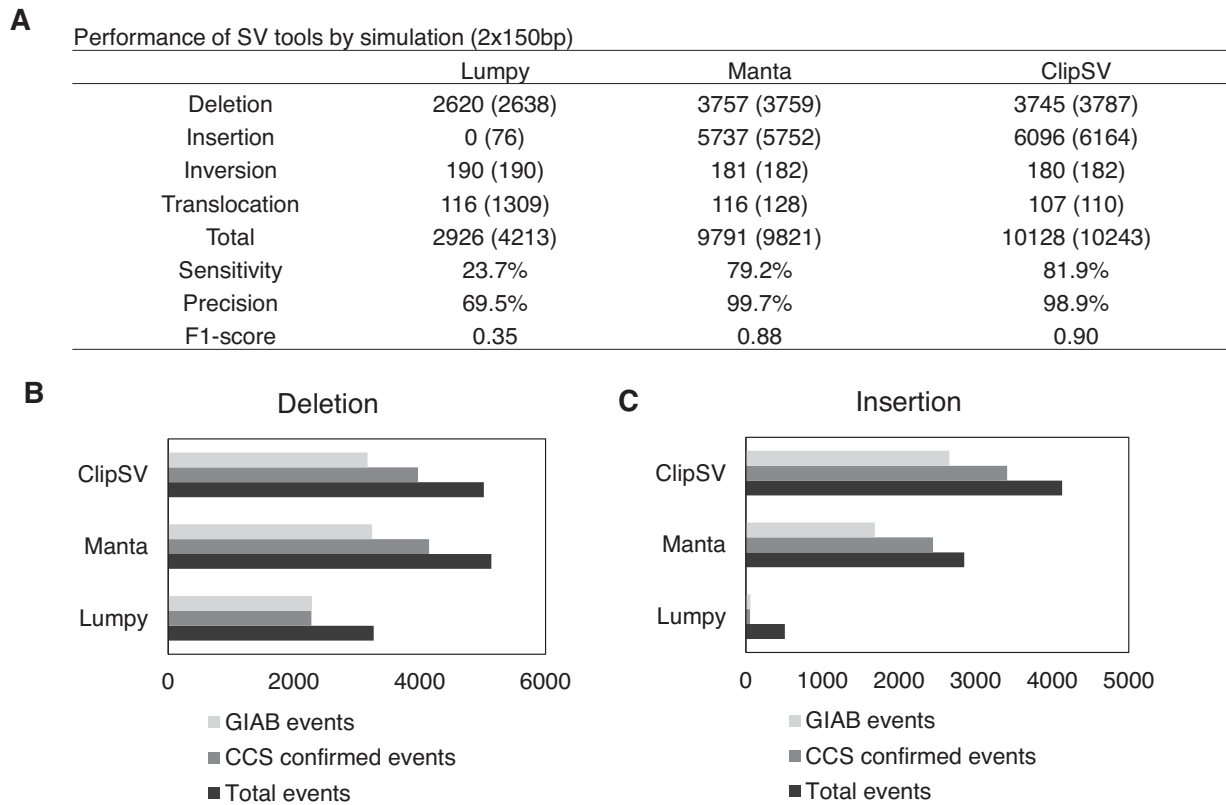 A
Performance of SV tools by simulation (2x150bp)
Lumpy Manta ClipSV
Deletion 2620 (2638) 3757 (3759) 3745 (3787)
Insertion 0 (76) 5737 (5752) 6096 (6164)
Inversion 190 (190) 181 (182) 180 (182)
Translocation 116 (1309) 116 (128) 107 (110)
Total 2926 (4213) 9791 (9821) 10128 (10243)
Sensitivity 23.7% 79.2% 81.9%
Precision 69.5% 99.7% 98.9%
F1-score 0.35 0.88 0.90
B
Deletion
ClipSV
Manta
Lumpy
0 2000 4000 6000
GIAB events
CCS confirmed events
Total events
C
Insertion
ClipSV
Manta
Lumpy
0 1000 2000 3000 4000 5000
GIAB events
CCS confirmed events
Total events